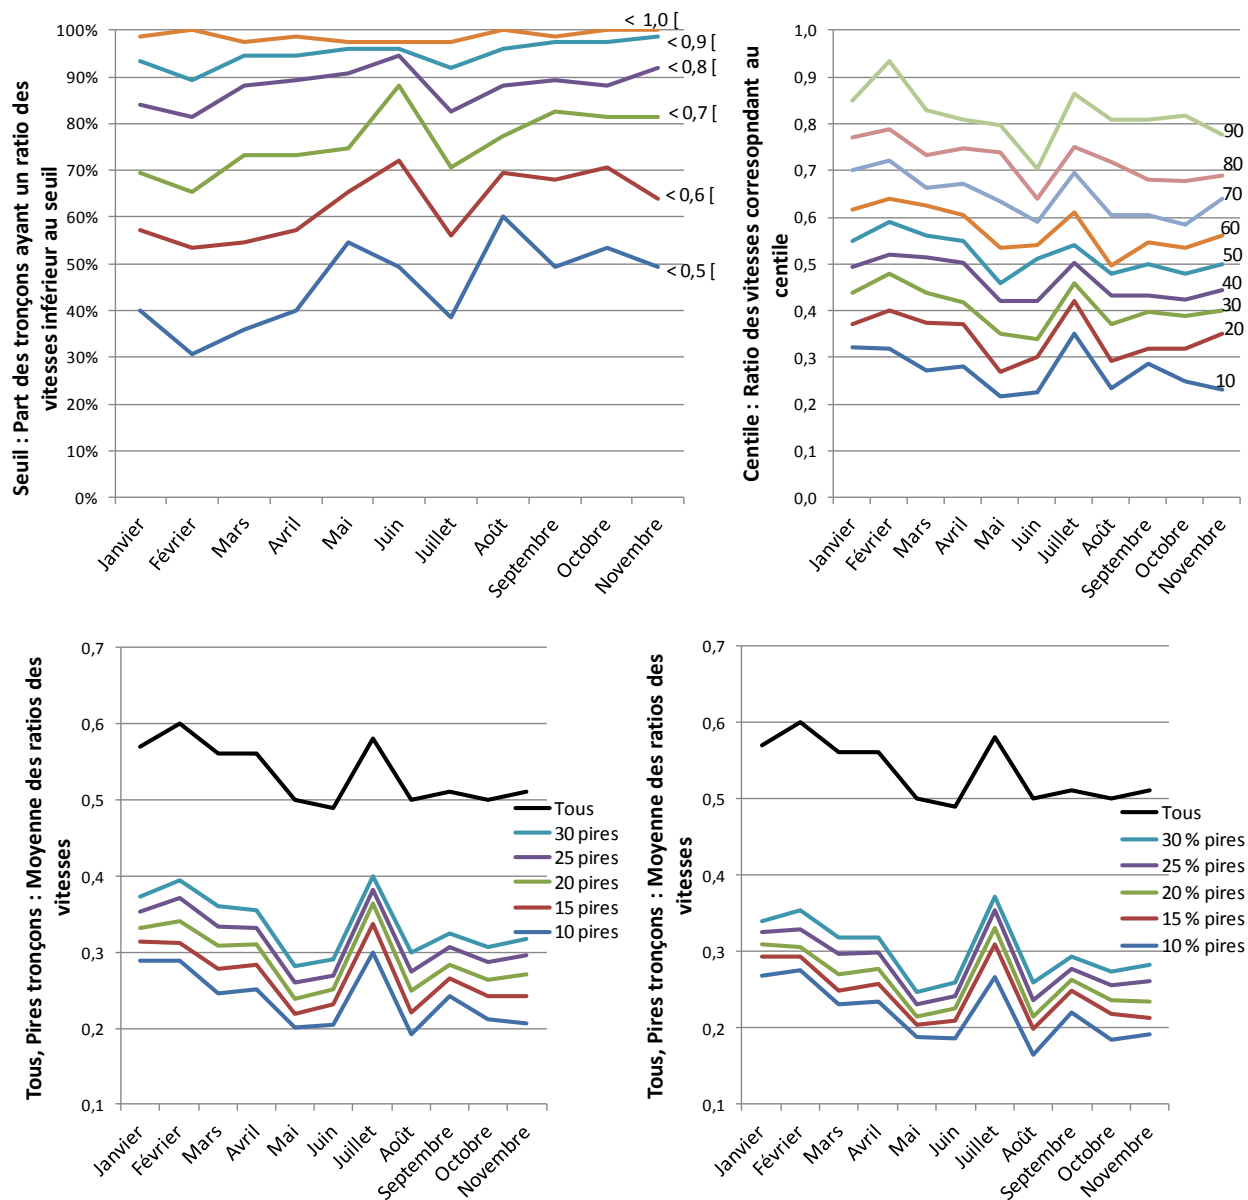 Seuil : Part des tronçons ayant un ratio des
vitesses inférieur au seuil
100%
90%
80%
70%
60%
50%
40%
30%
20%
10%
0%
< 1,0 [
< 0,9 [
< 0,8 [
< 0,7 [
< 0,6 [
< 0,5 [
Janvier
Février
Mars
Avril
Mai
Juin
Juillet
Août
Septembre
Octobre
Novembre
Centile : Ratio des vitesses corresopndant au
centile
1,0
0,9
0,8
0,7
0,6
0,5
0,4
0,3
0,2
0,1
0,0
90
80
70
60
50
40
30
20
10
Janvier
Février
Mars
Avril
Mai
Juin
Juillet
Août
Septembre
Octobre
Novembre
Tous, Pires tronçons : Moyenne des ratios des
vitesses
0,7
0,6
0,5
0,4
0,3
0,2
0,1
Tous
30 pires
25 pires
20 pires
15 pires
10 pires
Janvier
Février
Mars
Avril
Mai
Juin
Juillet
Août
Septembre
Octobre
Novembre
Tous, Pires tronçons : Moyenne des ratios des
vitesses
0,7
0,6
0,5
0,4
0,3
0,2
0,1
Tous
30 % pires
25 % pires
20 % pires
15 % pires
10 % pires
Janvier
Février
Mars
Avril
Mai
Juin
Juillet
Août
Septembre
Octobre
Novembre